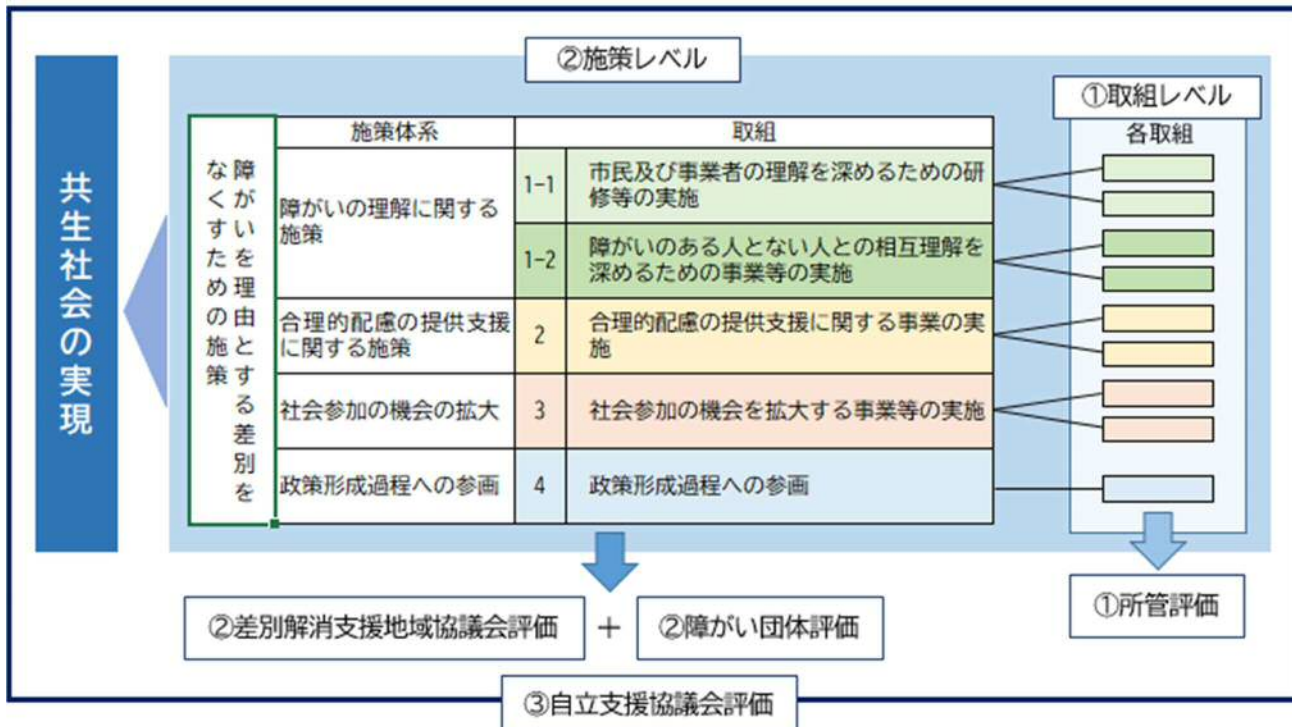 ②施策レベル
①取組レベル
共生社会の実現
障がいを理由とする差別を
なくすための施策
施策体系
取組
各取組
障がいの理解に関する
施策
1-1
市民及び事業者の理解を深めるための研
修等の実施
1-2
障がいのある人とない人との相互理解を
深めるための事業等の実施
合理的配慮の提供支援
に関する施策
2
合理的配慮の提供支援に関する事業の実
施
社会参加の機会の拡大
3
社会参加の機会を拡大する事業等の実施
政策形成過程への参画
4
政策形成過程への参画
②差別解消支援地域協議会評価
+
②障がい団体評価
①所管評価
③自立支援協議会評価